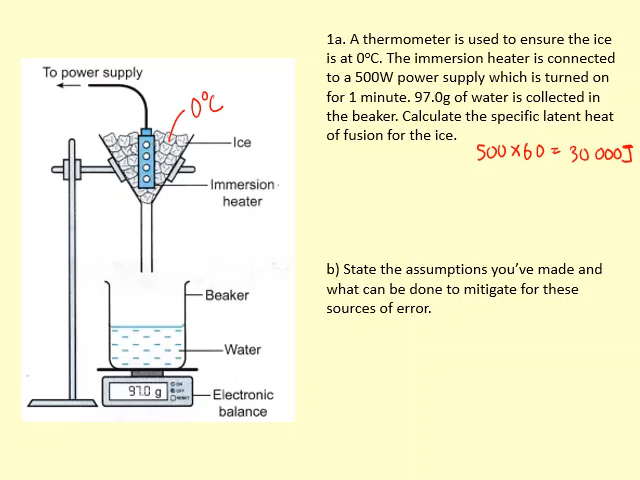 1a. A thermometer is used to ensure the ice
is at 0°C. The immersion heater is connected
to a 500W power supply which is turned on
for 1 minute. 97.0g of water is collected in
the beaker. Calculate the specific latent heat
of fusion for the ice.
500 × 60 = 30 000J
To power supply
0°C
Ice
Immersion
heater
b) State the assumptions you've made and
what can be done to mitigate for these
sources of error.
Beaker
Water
97.0 g
ON
OFF
RESET
Electronic
balance